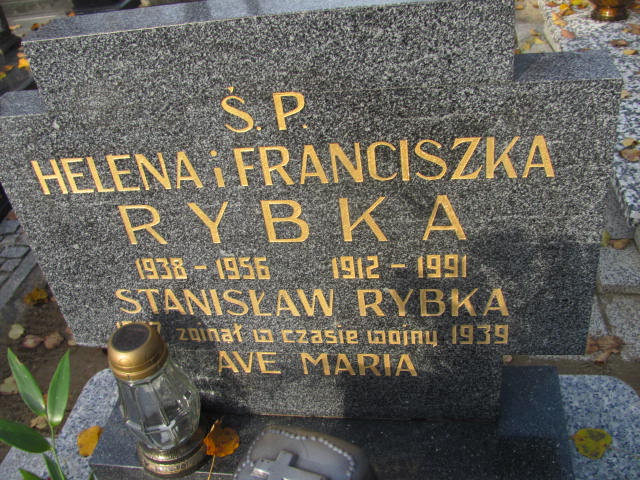 Ś. P.
HELENA i FRANCISZKA
RYBKA
1938 - 1956 1912 - 1991
STANISŁAW RYBKA
zginął w czasie wojny 1939
AVE MARIA